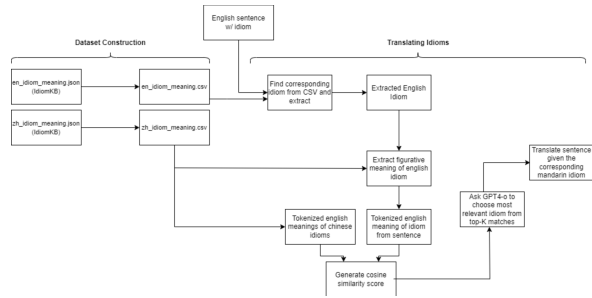 English sentence
w/ idiom
Dataset Construction
Translating Idioms
en_idiom_meaning.json
(IdiomKB)
en_idiom_meaning.csv
Find corresponding
idiom from CSV and
extract
Extracted English
Idiom
zh_idiom_meaning.json
(IdiomKB)
zh_idiom_meaning.csv
Extract figurative
meaning of english
idiom
Translate sentence
given the
corresponding
mandarin idiom
Ask GPT4-o to
choose most
relevant idiom from
top-K matches
Tokenized english
meanings of chinese
idioms
Tokenized english
meaning of idiom
from sentence
Generate cosine
similarity score